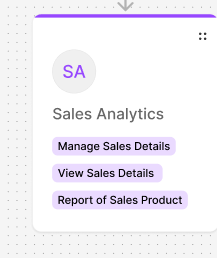 SA
Sales Analytics
Manage Sales Details
View Sales Details
Report of Sales Product